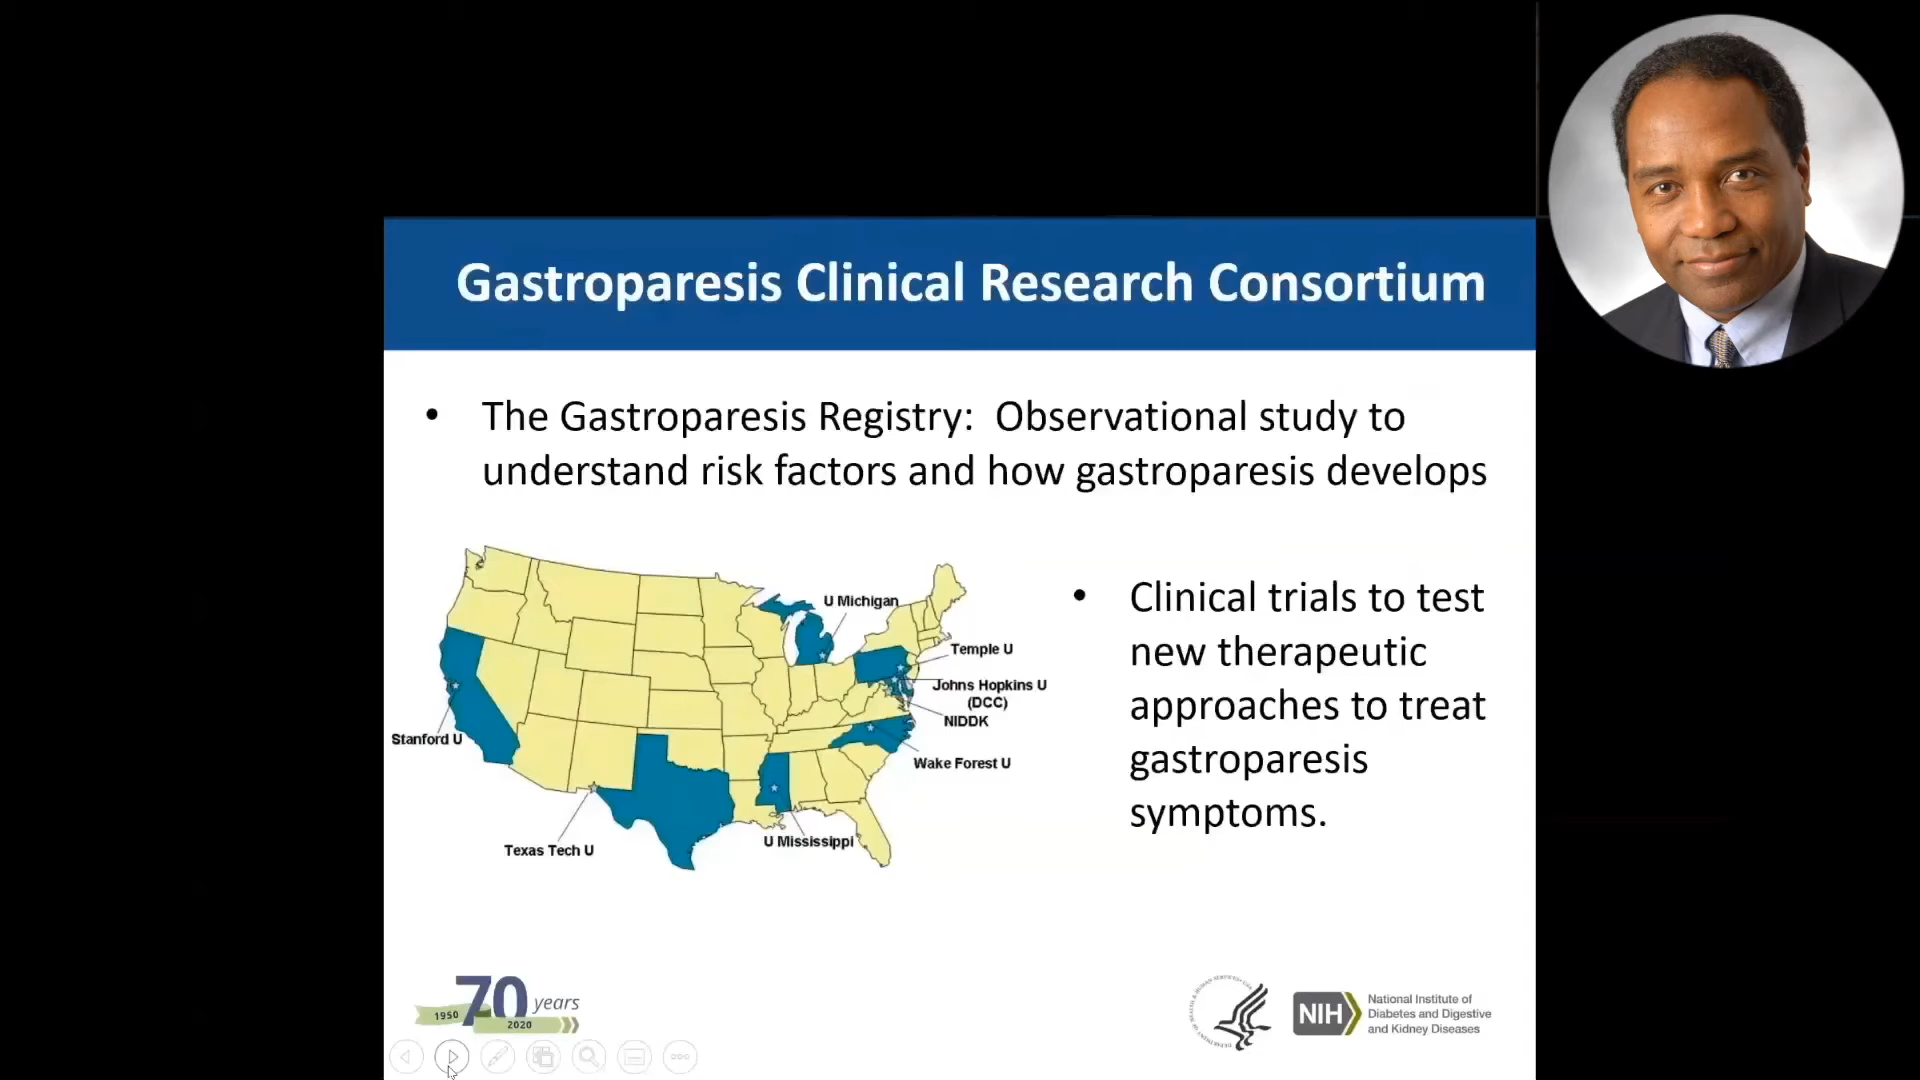 Gastroparesis Clinical Research Consortium
• The Gastroparesis Registry: Observational study to
understand risk factors and how gastroparesis develops
U Michigan
Temple U
Johns Hopkins U
(DCC)
NIDDK
Stanford U
Wake Forest U
U Mississippi
Texas Tech U
• Clinical trials to test
new therapeutic
approaches to treat
gastroparesis
symptoms.
70 years
1950
2020
NIH
National Institute of
Diabetes and Digestive
and Kidney Diseases